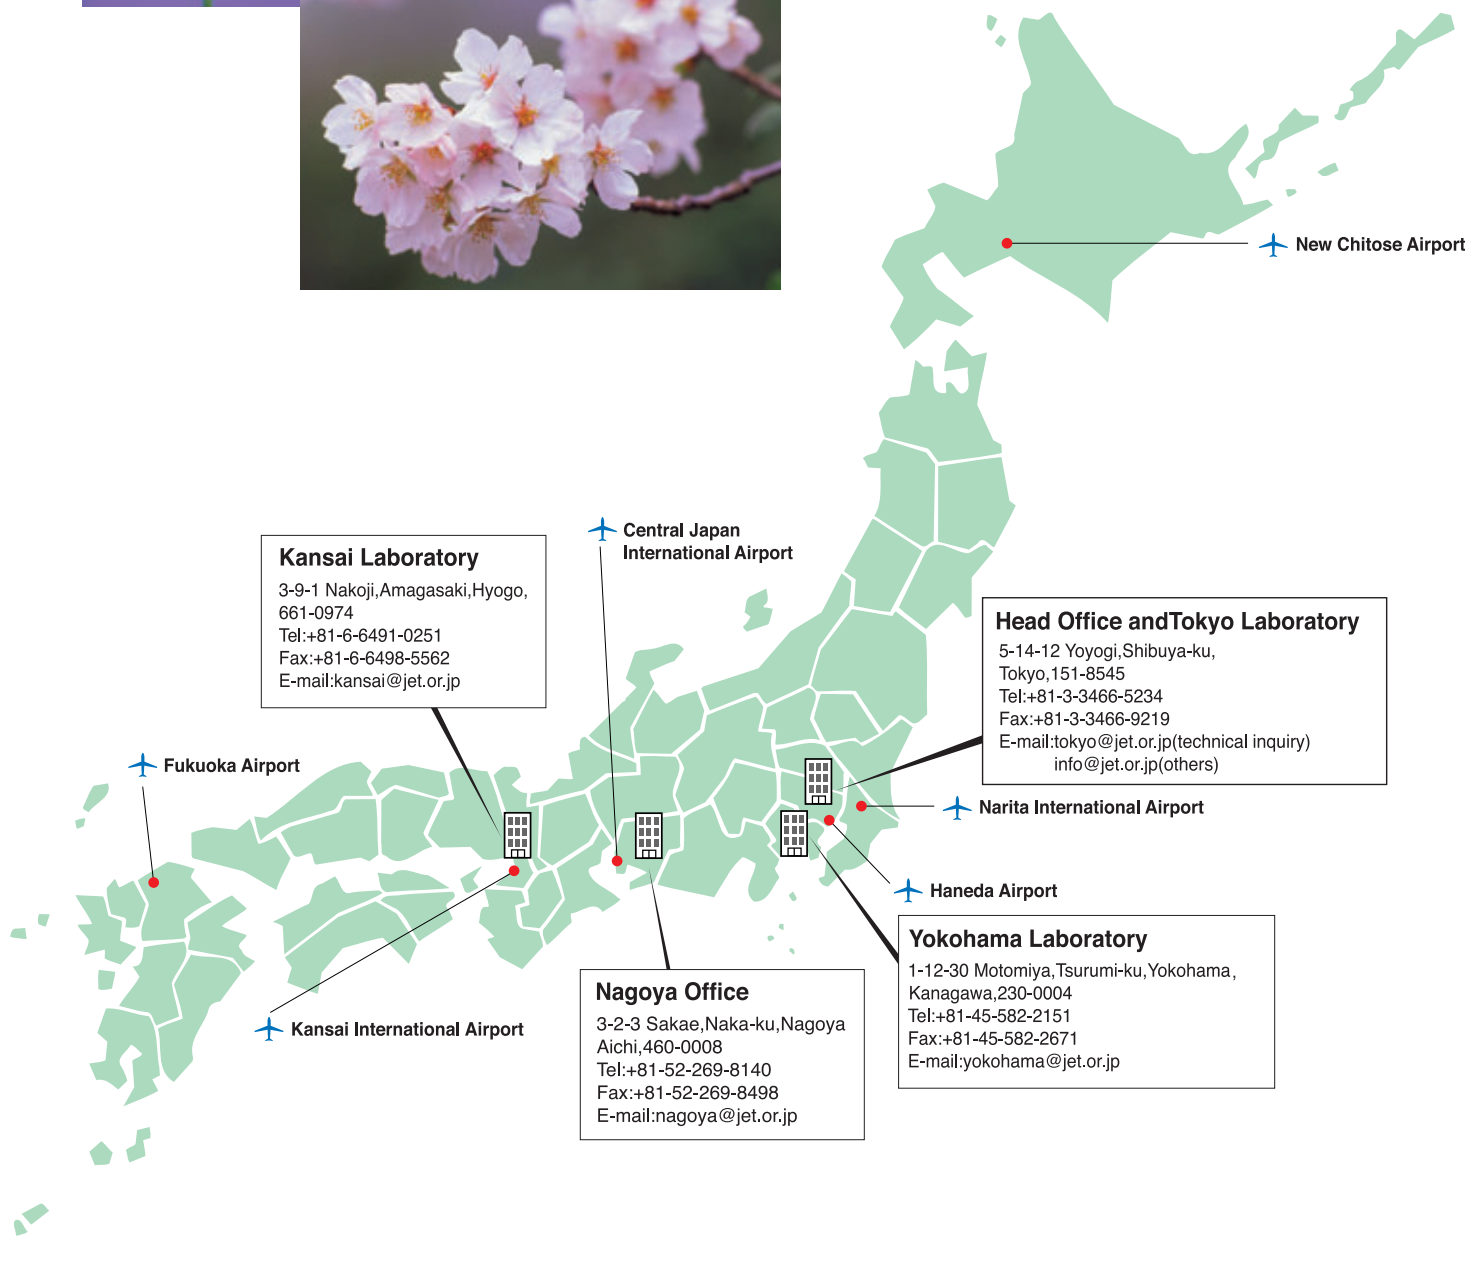 New Chitose Airport
Central Japan
International Airport
Kansai Laboratory
3-9-1 Nakoji,Amagasaki,Hyogo,
661-0974
Tel:+81-6-6491-0251
Fax:+81-6-6498-5562
E-mail:kansai@jet.or.jp
Head Office andTokyo Laboratory
5-14-12 Yoyogi,Shibuya-ku,
Tokyo,151-8545
Tel:+81-3-3466-5234
Fax:+81-3-3466-9219
E-mail:tokyo@jet.or.jp(technical inquiry)
info@jet.or.jp(others)
Fukuoka Airport
Narita International Airport
Haneda Airport
Yokohama Laboratory
1-12-30 Motomiya,Tsurumi-ku,Yokohama,
Kanagawa,230-0004
Tel:+81-45-582-2151
Fax:+81-45-582-2671
E-mail:yokohama@jet.or.jp
Nagoya Office
3-2-3 Sakae,Naka-ku,Nagoya
Aichi,460-0008
Tel:+81-52-269-8140
Fax:+81-52-269-8498
E-mail:nagoya@jet.or.jp
Kansai International Airport